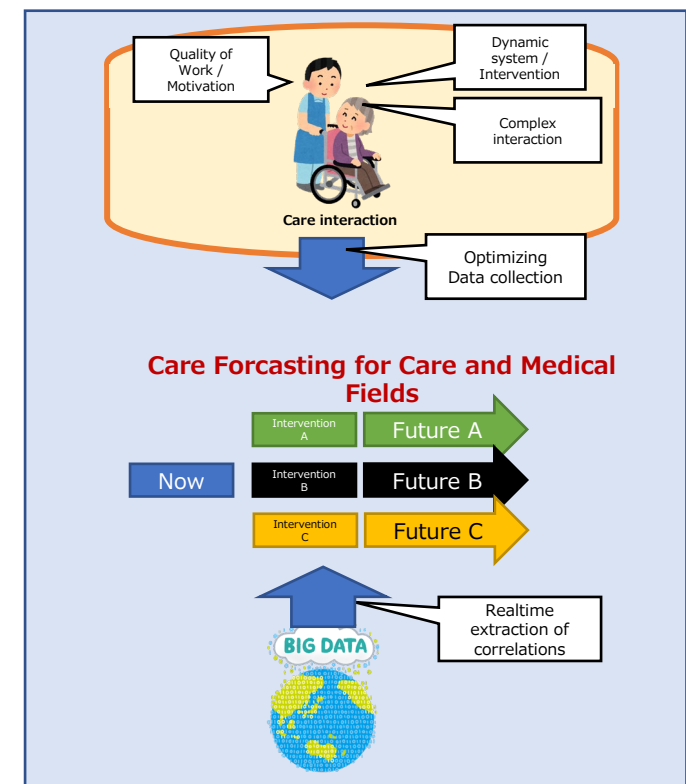 Quality of
Work /
Motivation
Dynamic
system /
Intervention
Complex
interaction
Care interaction
Optimizing
Data collection
Care Forcasting for Care and Medical
Fields
Intervention
A
Future A
Now
Intervention
B
Future B
Intervention
C
Future C
Realtime
extraction of
correlations
BIG DATA